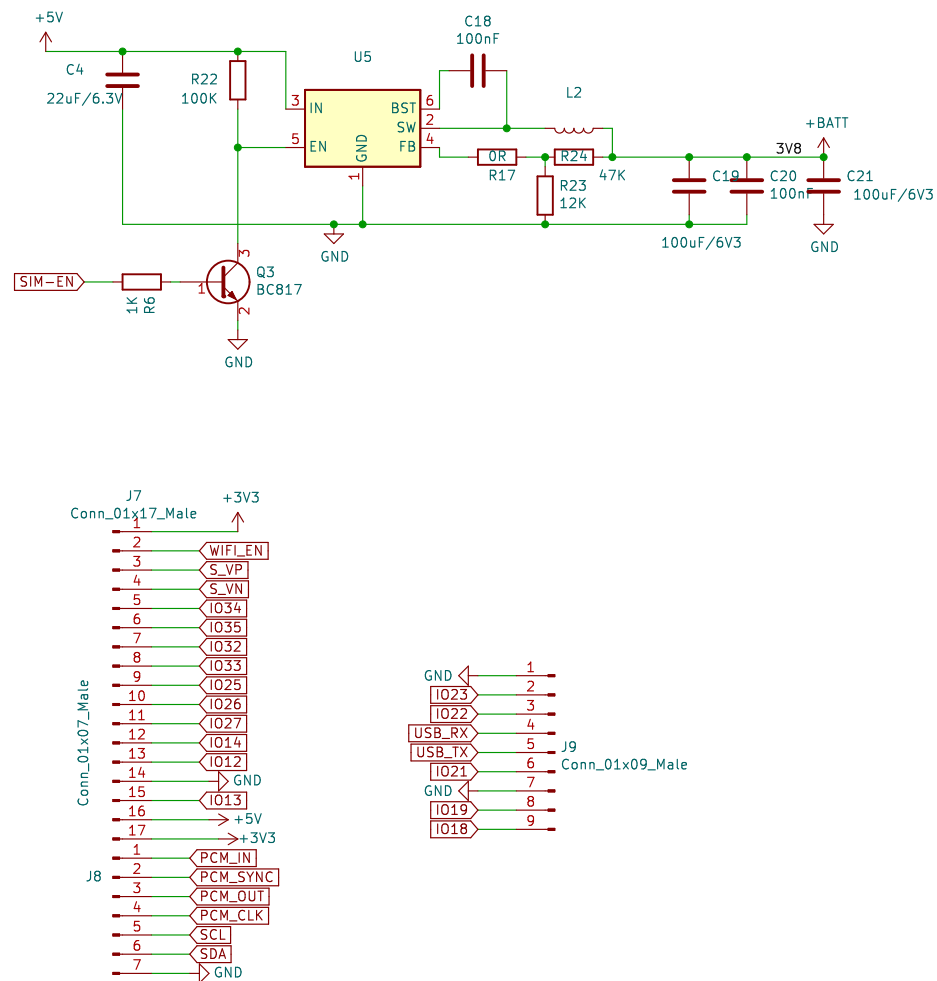 +5V
C4
22uF/6.3V
R22
100K
U5
3
IN
5
EN
GND
1
BST
6
SW
2
FB
4
C18
100nF
L2
0R
R17
R24
47K
R23
12K
3V8
+BATT
C19
100uF/6V3
C20
100nF
C21
100uF/6V3
GND
GND
SIM-EN
1K
R6
1
3
2
Q3
BC817
GND
J7
Conn_01x17_Male
+3V3
1
2
WIFI_EN
3
S_VP
4
S_VN
5
IO34
6
IO35
7
IO32
8
IO33
9
IO25
10
IO26
11
IO27
12
IO14
13
IO12
14
GND
15
IO13
16
+5V
17
+3V3
Conn_01x07_Male
J8
1
PCM_IN
2
PCM_SYNC
3
PCM_OUT
4
PCM_CLK
5
SCL
6
SDA
7
GND
GND
1
IO23
2
IO22
3
USB_RX
4
USB_TX
5
IO21
6
GND
7
IO19
8
IO18
9
J9
Conn_01x09_Male